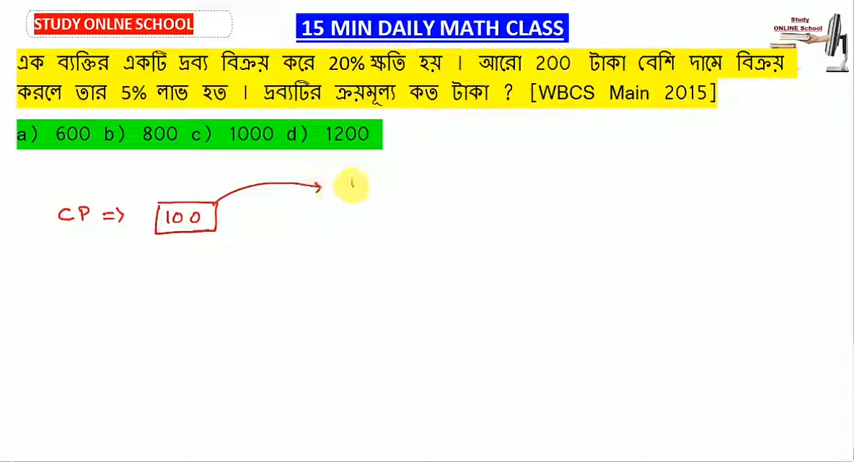 STUDY ONLNE SCHOOL
15 MIN DAILY MATH CLASS
Study
ONLINE School
এক ব্যক্তির একটি দ্রব্য বিক্রয় করে 20% ক্ষতি হয় । আরো 200 টাকা বেশি দামে বিক্রয়
করলে তার 5% লাভ হত । দ্রব্যটির ক্রয়মূল্য কত টাকা ? [WBCS Main 2015]
a) 600 b) 800 c) 1000 d) 1200
CP => 100